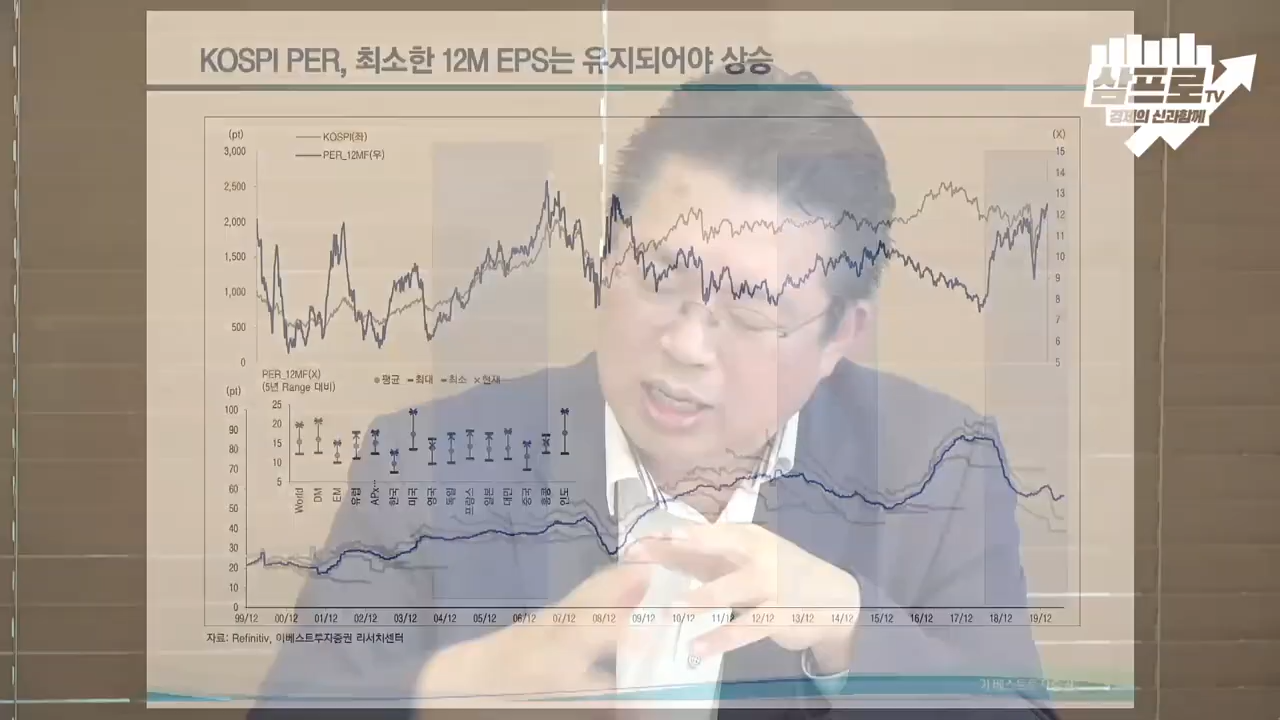 KOSPI PER, 최소한 12M EPS는 유지되어야 상승
삼프로TV
경제의 신과함께
(pt)
KOSPI(좌)
PER_12MF(우)
(X)
3,000
2,500
2,000
1,500
1,000
500
0
15
14
13
12
11
10
9
8
7
6
5
PER_12MF(X)
(5년 Range 대비)
평균 최대 최소 현재
(pt)
100
90
80
70
60
50
40
30
20
10
0
25
20
15
10
5
World DM EM 유럽 APx… 한국 미국 영국 독일 프랑스 일본 대만 중국 홍콩 인도
99/12 00/12 01/12 02/12 03/12 04/12 05/12 06/12 07/12 08/12 09/12 10/12 11/12 12/12 13/12 14/12 15/12 16/12 17/12 18/12 19/12
자료: Refinitiv, 이베스트투자증권 리서치센터